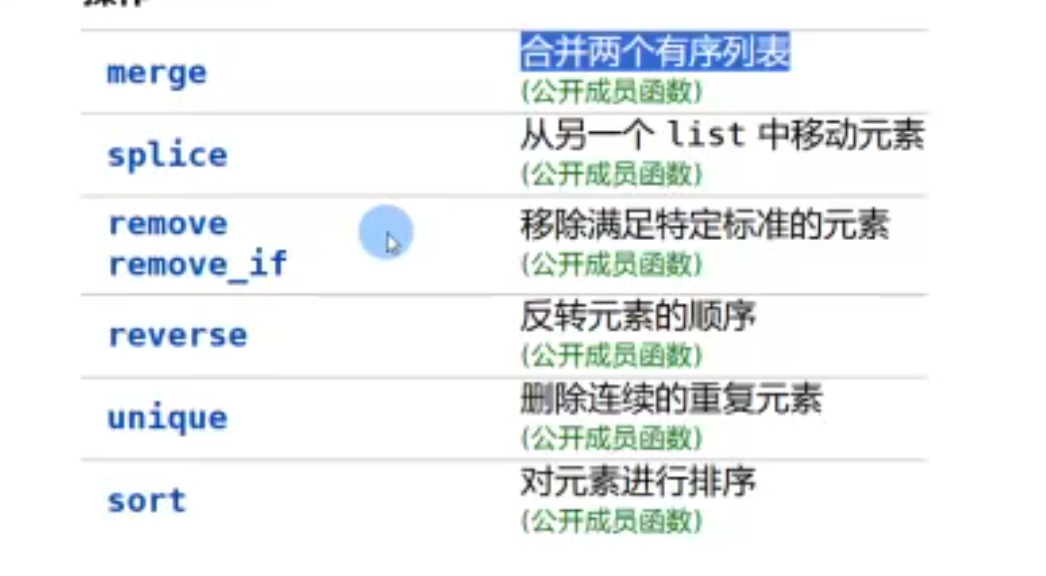 操作
merge
合并两个有序列表
(公开成员函数)
splice
从另一个 list 中移动元素
(公开成员函数)
remove
remove_if
移除满足特定标准的元素
(公开成员函数)
reverse
反转元素的顺序
(公开成员函数)
unique
删除连续的重复元素
(公开成员函数)
sort
对元素进行排序
(公开成员函数)